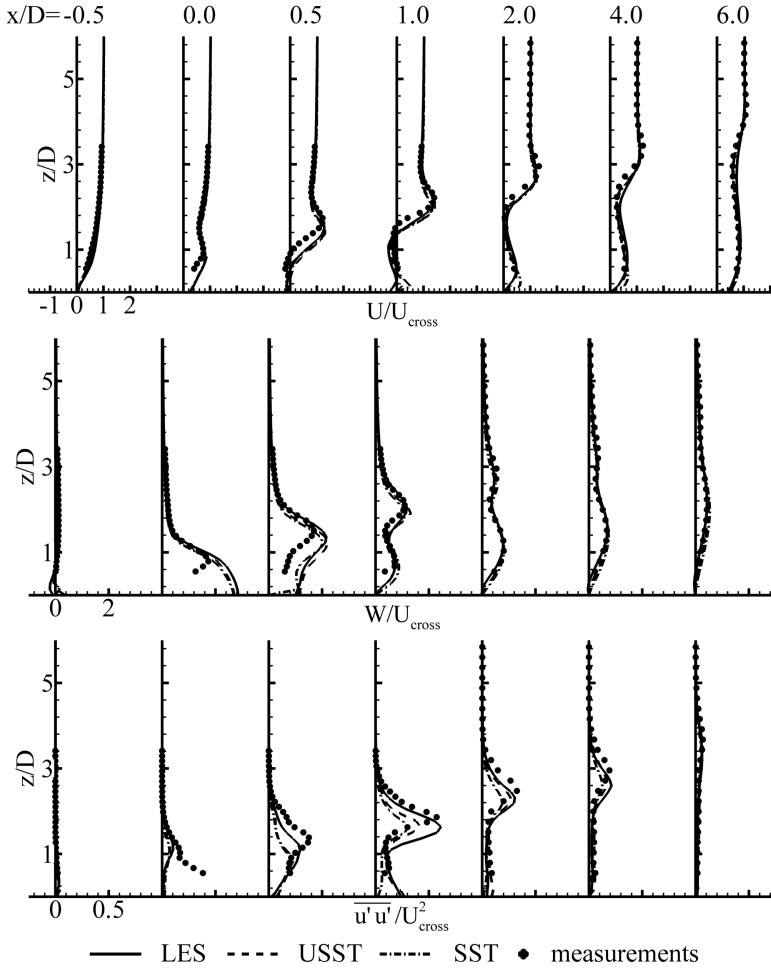 x/D=-0.5 0.0 0.5 1.0 2.0 4.0 6.0
5
z/D 3
1
-1 0 1 2 U/U_cross
5
z/D 3
1
0 2 W/U_cross
5
z/D 3
1
0 0.5 u'u'/U²_cross
LES USST SST measurements